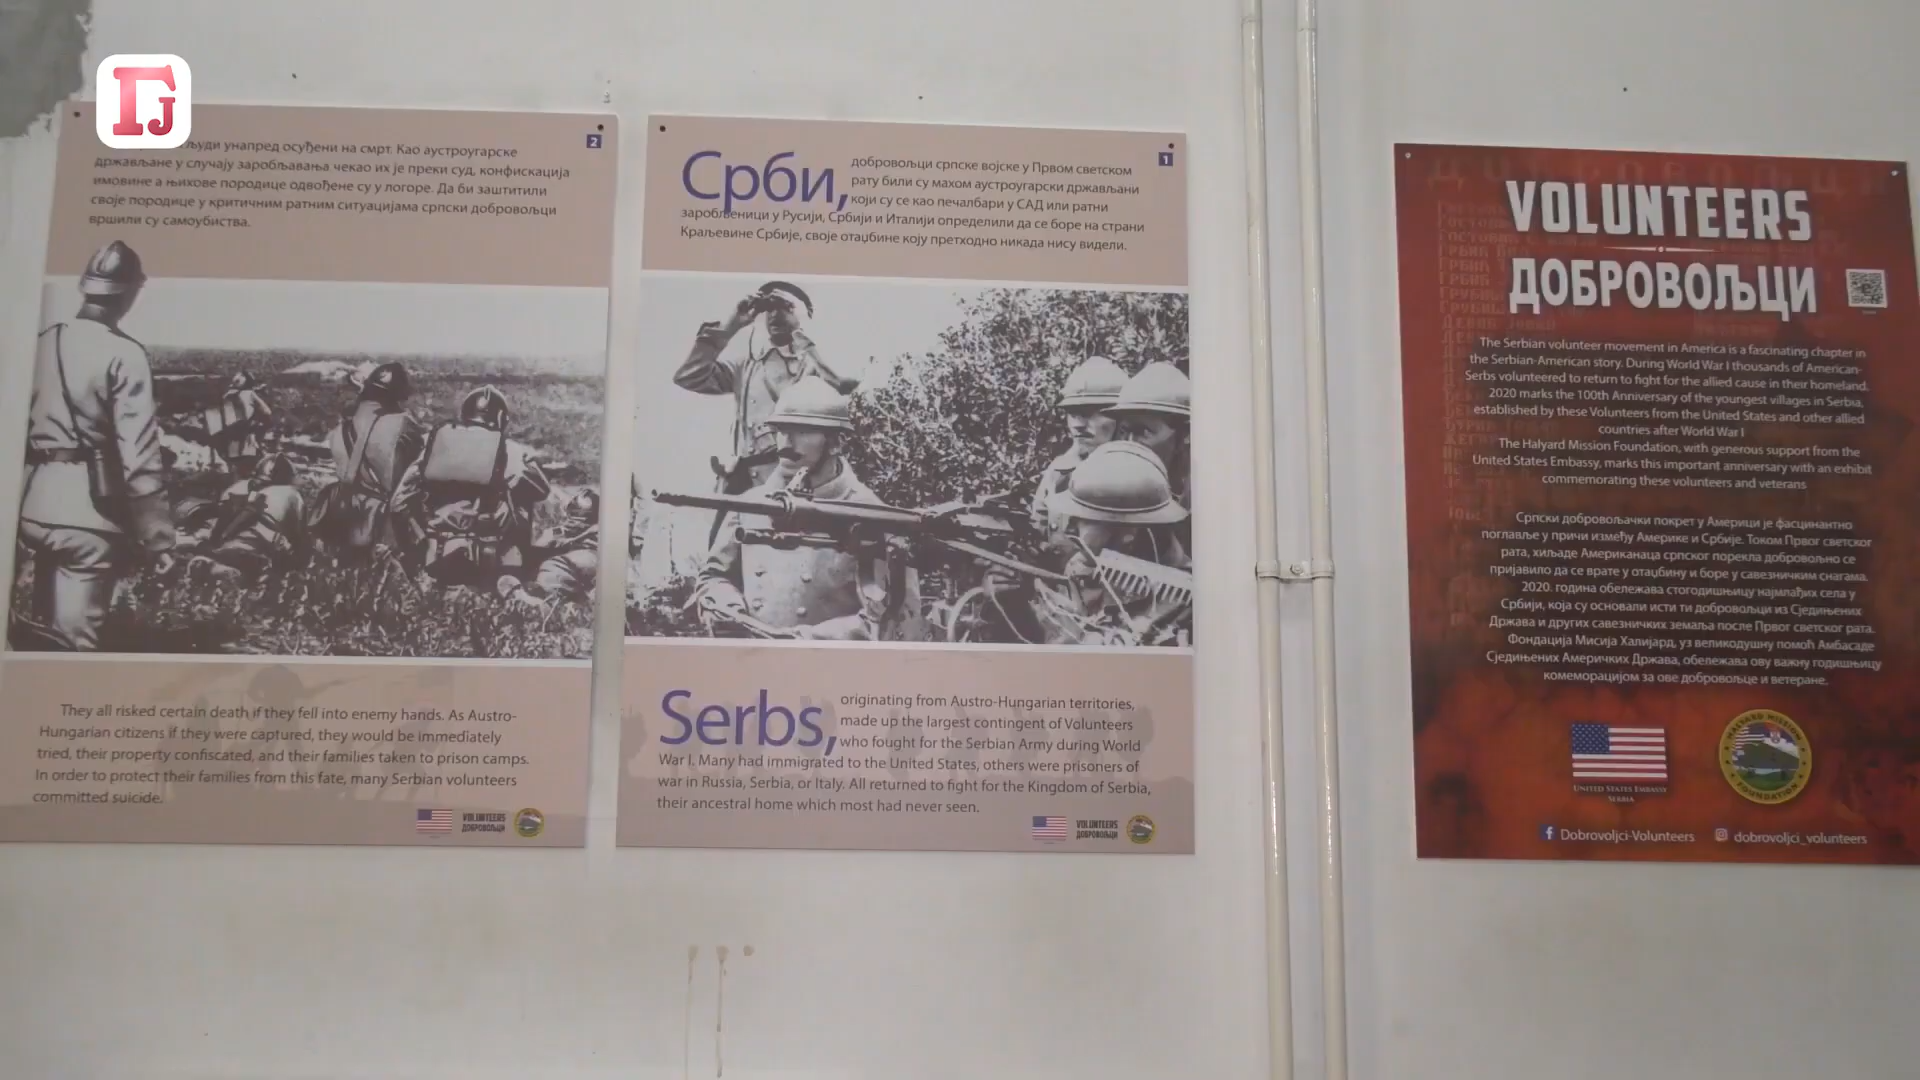 ГЈ
2
људи унапред осуђени на смрт. Као аустроугарске
држављане у случају заробљавања чекао их је преки суд, конфискација
имовине а њихове породице одвођене су у логоре. Да би заштитили
своје породице у критичним ратним ситуацијама српски добровољци
вршили су самоубиства.
They all risked certain death if they fell into enemy hands. As Austro-
Hungarian citizens if they were captured, they would be immediately
tried, their property confiscated, and their families taken to prison camps.
In order to protect their families from this fate, many Serbian volunteers
committed suicide.
VOLUNTEERS
ДОБРОВОЉЦИ
1
Срби, добровољци српске војске у Првом светском
рату били су махом аустроугарски држављани
који су се као печалбари у САД или ратни
заробљеници у Русији, Србији и Италији определили да се боре на страни
Краљевине Србије, своје отаџбине коју претходно никада нису видели.
Serbs, originating from Austro-Hungarian territories,
made up the largest contingent of Volunteers
who fought for the Serbian Army during World
War I. Many had immigrated to the United States, others were prisoners of
war in Russia, Serbia, or Italy. All returned to fight for the Kingdom of Serbia,
their ancestral home which most had never seen.
VOLUNTEERS
ДОБРОВОЉЦИ
VOLUNTEERS
ДОБРОВОЉЦИ
The Serbian volunteer movement in America is a fascinating chapter in
the Serbian-American story. During World War I thousands of American-
Serbs volunteered to return to fight for the allied cause in their homeland.
2020 marks the 100th Anniversary of the youngest villages in Serbia,
established by these Volunteers from the United States and other allied
countries after World War I
The Halyard Mission Foundation, with generous support from the
United States Embassy, marks this important anniversary with an exhibit
commemorating these volunteers and veterans
Српски добровољачки покрет у Америци је фасцинантно
поглавље у причи између Америке и Србије. Током Првог светског
рата, хиљаде Американаца српског порекла добровољно се
пријавило да се врате у отаџбину и боре у савезничким снагама.
2020. година обележава стогодишњицу најмлађих села у
Србији, која су основали исти ти добровољци из Сједињених
Држава и других савезничких земаља после Првог светског рата.
Фондација Мисија Халијард, уз великодушну помоћ Амбасаде
Сједињених Америчких Држава, обележава ову важну годишњицу
комеморацијом за ове добровољце и ветеране.
UNITED STATES EMBASSY
SERBIA
HALYARD MISSION
FOUNDATION
Dobrovoljci-Volunteers
dobrovoljci_volunteers